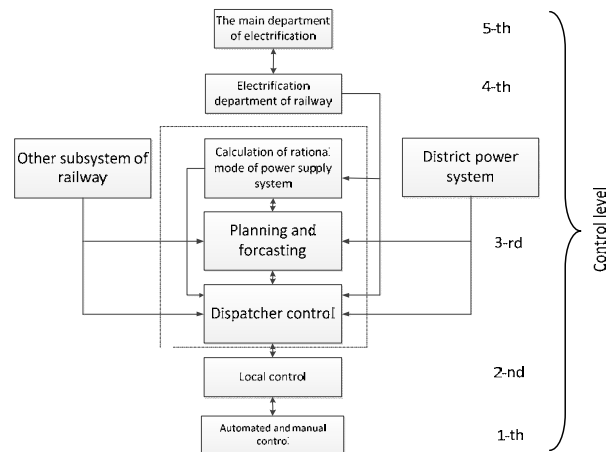 The main department
of electrification
5-th
Electrification
department of railway
4-th
Other subsystem of
railway
Calculation of rational
mode of power supply
system
District power
system
Planning and
forcasting
3-rd
Dispatcher control
Local control
2-nd
Automated and manual
control
1-th
Control level